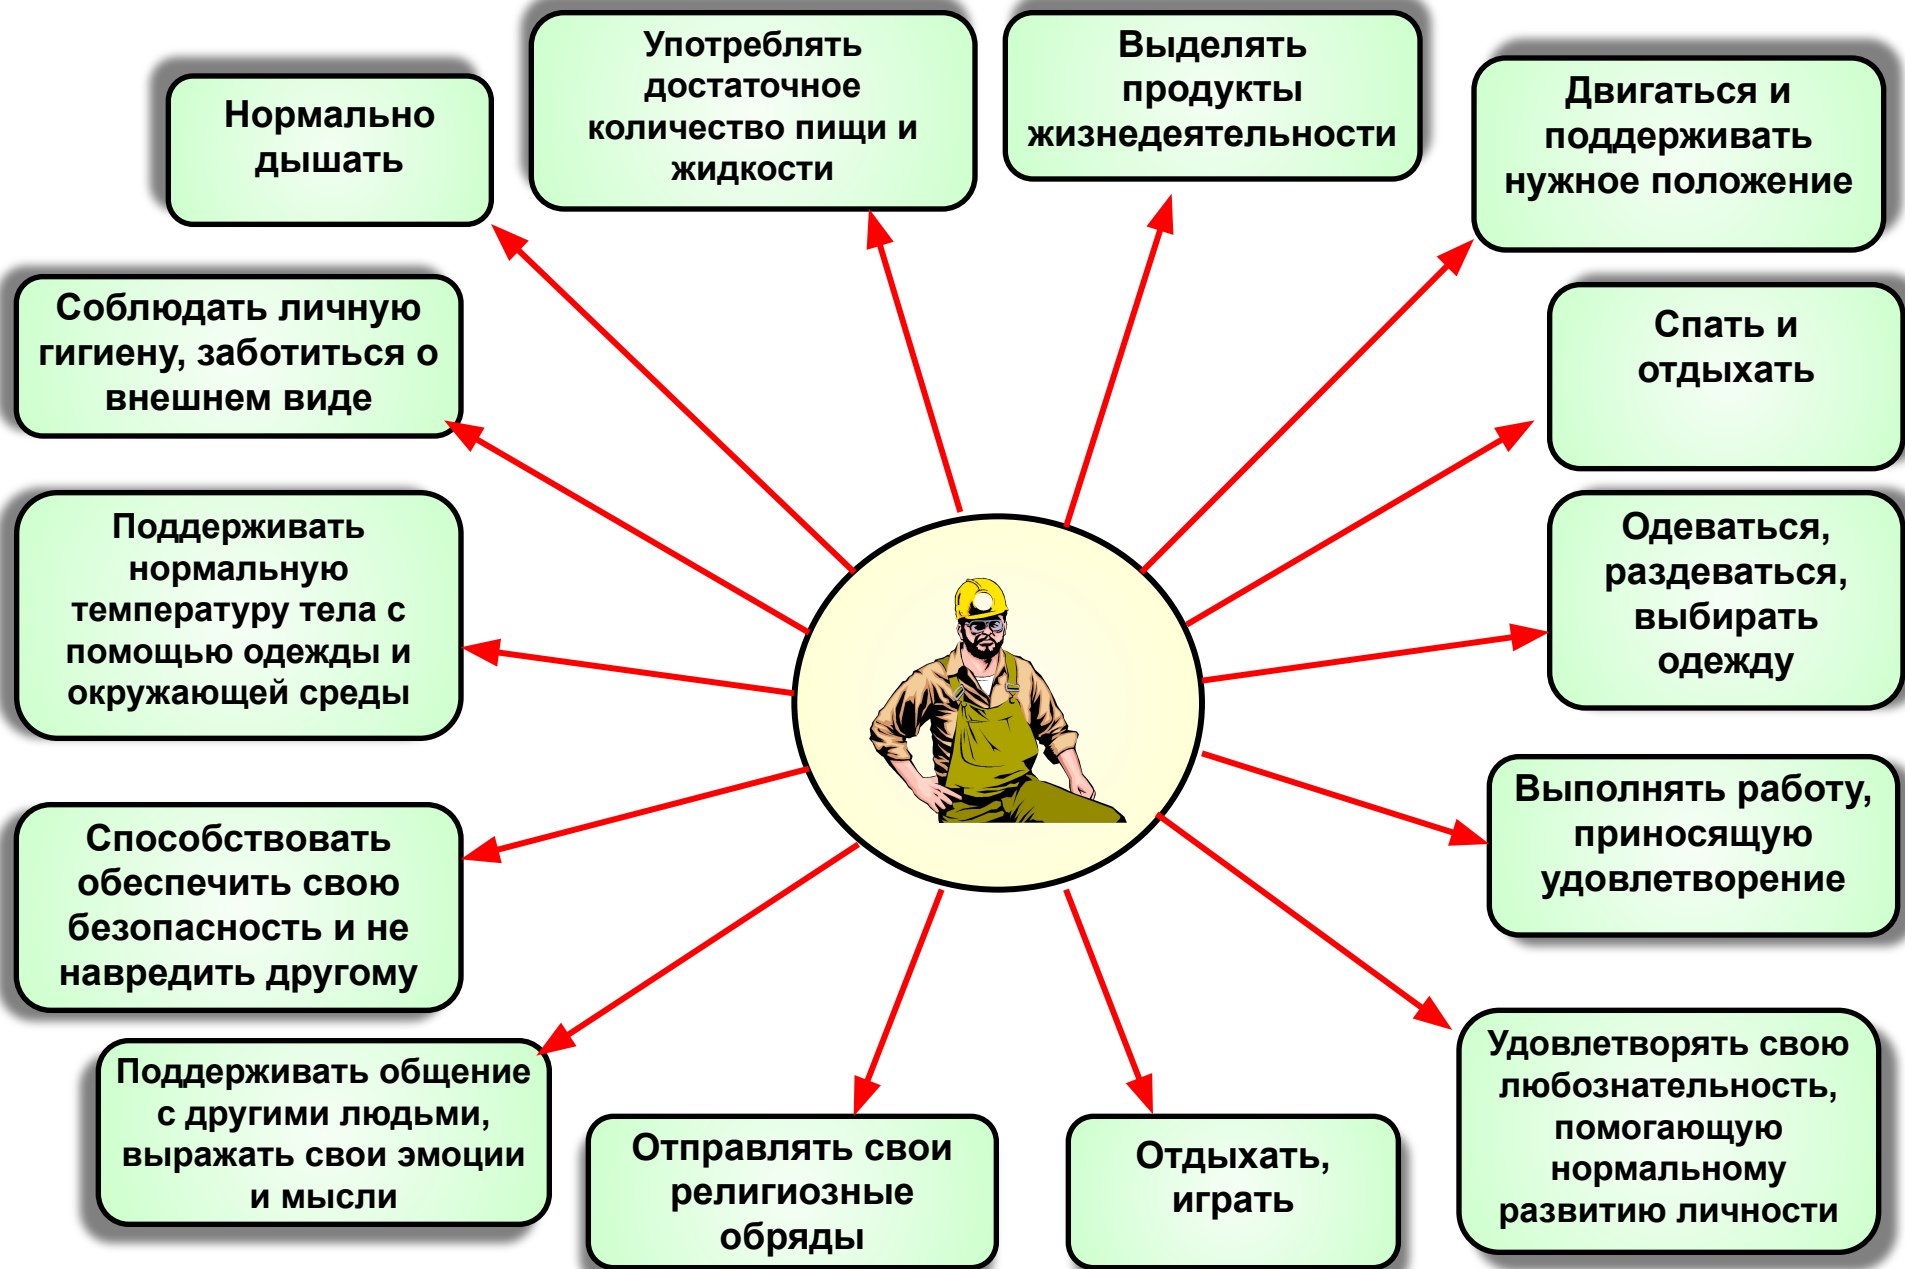 Нормально
дышать
Употреблять
достаточное
количество пищи и
жидкости
Выделять
продукты
жизнедеятельности
Двигаться и
поддерживать
нужное положение
Соблюдать личную
гигиену, заботиться о
внешнем виде
Спать и
отдыхать
Поддерживать
нормальную
температуру тела с
помощью одежды и
окружающей среды
Одеваться,
раздеваться,
выбирать
одежду
Способствовать
обеспечить свою
безопасность и не
навредить другому
Выполнять работу,
приносящую
удовлетворение
Поддерживать общение
с другими людьми,
выражать свои эмоции
и мысли
Отправлять свои
религиозные
обряды
Отдыхать,
играть
Удовлетворять свою
любознательность,
помогающую
нормальному
развитию личности